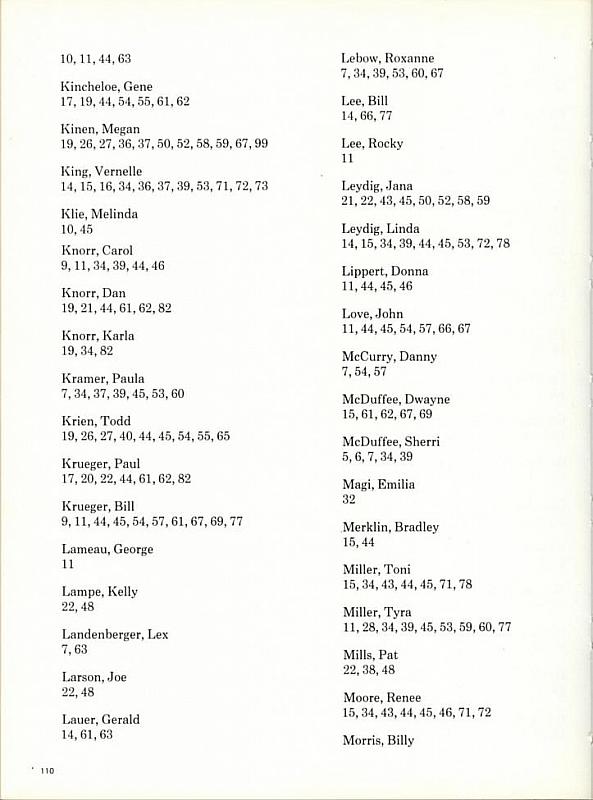 10, 11, 44, 63
Kincheloe, Gene
17, 19, 44, 54, 55, 61, 62
Kinen, Megan
19, 26, 27, 36, 37, 50, 52, 58, 59, 67, 99
King, Vernelle
14, 15, 16, 34, 36, 37, 39, 53, 71, 72, 73
Klie, Melinda
10, 45
Knorr, Carol
9, 11, 34, 39, 44, 46
Knorr, Dan
19, 21, 44, 61, 62, 82
Knorr, Karla
19, 34, 82
Kramer, Paula
7, 34, 37, 39, 45, 53, 60
Krien, Todd
19, 26, 27, 40, 44, 45, 54, 55, 65
Krueger, Paul
17, 20, 22, 44, 61, 62, 82
Krueger, Bill
9, 11, 44, 45, 54, 57, 61, 67, 69, 77
Lameau, George
11
Lampe, Kelly
22, 48
Landenberger, Lex
7, 63
Larson, Joe
22, 48
Lauer, Gerald
14, 61, 63
Lebow, Roxanne
7, 34, 39, 53, 60, 67
Lee, Bill
14, 66, 77
Lee, Rocky
11
Leydig, Jana
21, 22, 43, 45, 50, 52, 58, 59
Leydig, Linda
14, 15, 34, 39, 44, 45, 53, 72, 78
Lippert, Donna
11, 44, 45, 46
Love, John
11, 44, 45, 54, 57, 66, 67
McCurry, Danny
7, 54, 57
McDuffee, Dwayne
15, 61, 62, 67, 69
McDuffee, Sherri
5, 6, 7, 34, 39
Magi, Emilia
32
Merklin, Bradley
15, 44
Miller, Toni
15, 34, 43, 44, 45, 71, 78
Miller, Tyra
11, 28, 34, 39, 45, 53, 59, 60, 77
Mills, Pat
22, 38, 48
Moore, Renee
15, 34, 43, 44, 45, 46, 71, 72
Morris, Billy
110